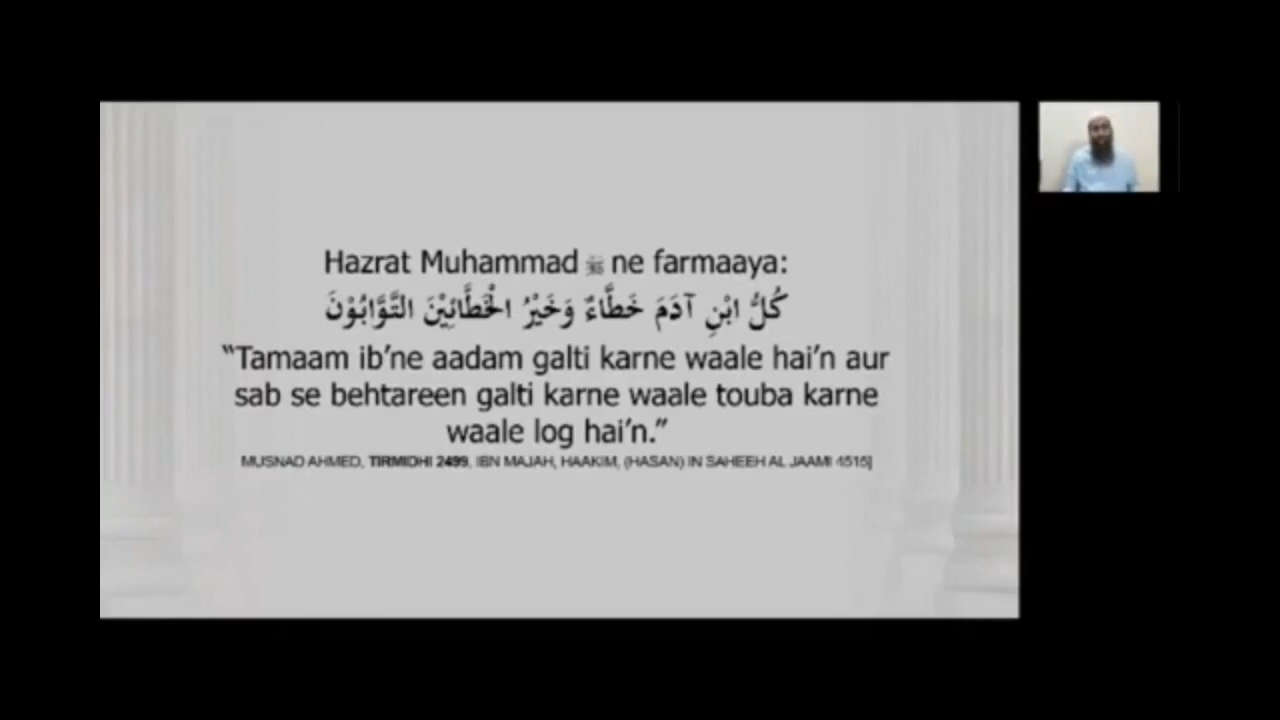 Hazrat Muhammad ﷺ ne farmaaya:
كُلُّ ابْنِ آدَمَ خَطَّاءٌ وَخَيْرُ الْخَطَّائِيْنَ التَّوَّابُوْنَ
“Tamaam ib’ne aadam galti karne waale hai’n aur
sab se behtareen galti karne waale touba karne
waale log hai’n.”
MUSNAD AHMED, TIRMIDHI 2499, IBN MAJAH, HAAKIM, (HASAN) IN SAHEEH AL JAAMI 4515]